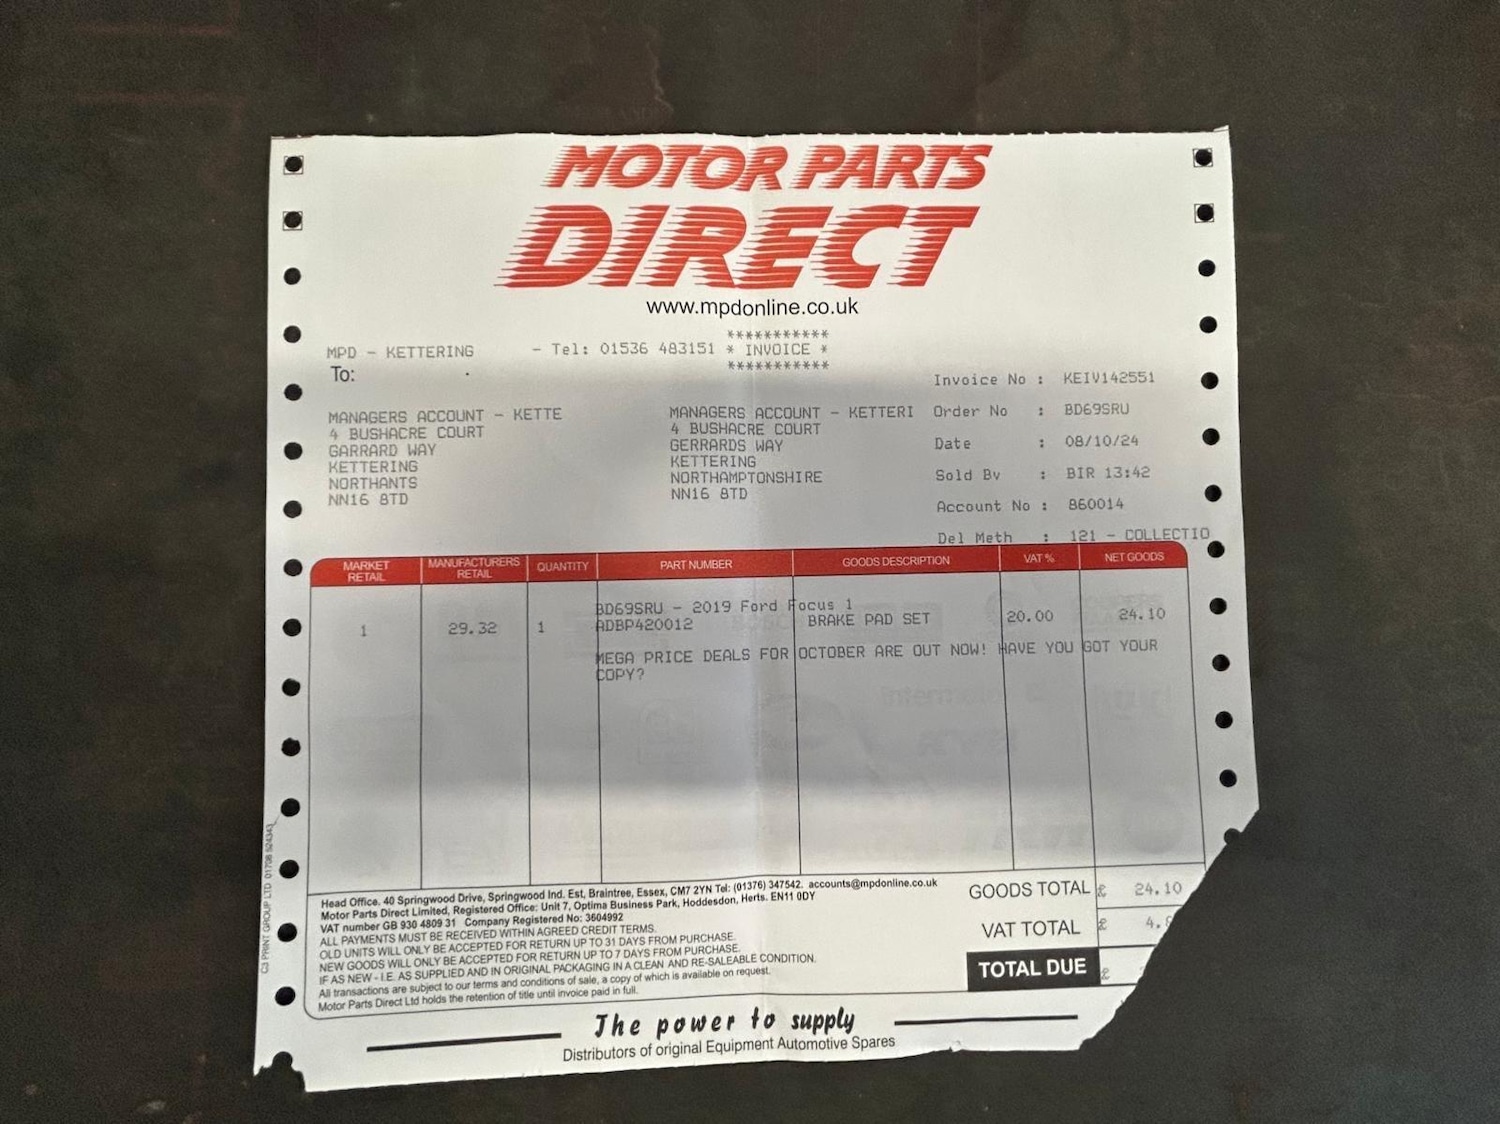 MOTOR PARTS
DIRECT
www.mpdonline.co.uk
***********
MPD - KETTERING - Tel: 01536 483151 * INVOICE *
***********
To:
Invoice No : KEIV142551
Order No : BD69SRU
Date : 08/10/24
Sold By : BIR 13:42
Account No : 860014
Del Meth : 121 - COLLECTIO
MANAGERS ACCOUNT - KETTE
4 BUSHACRE COURT
GARRARD WAY
KETTERING
NORTHANTS
NN16 8TD
MANAGERS ACCOUNT - KETTERI
4 BUSHACRE COURT
GERRARDS WAY
KETTERING
NORTHAMPTONSHIRE
NN16 8TD
MARKET RETAIL MANUFACTURERS RETAIL QUANTITY PART NUMBER GOODS DESCRIPTION VAT % NET GOODS
BD69SRU - 2019 Ford Focus 1
1 29.32 1 ADBP420012 BRAKE PAD SET 20.00 24.10
MEGA PRICE DEALS FOR OCTOBER ARE OUT NOW! HAVE YOU GOT YOUR
COPY?
Head Office, 40 Springwood Drive, Springwood Ind. Est, Braintree, Essex, CM7 2YN Tel: (01376) 347542. accounts@mpdonline.co.uk
Motor Parts Direct Limited, Registered Office: Unit 7, Optima Business Park, Hoddesdon, Herts. EN11 0DY
VAT number GB 930 4809 31 Company Registered No: 3604992
ALL PAYMENTS MUST BE RECEIVED WITHIN AGREED CREDIT TERMS.
OLD UNITS WILL ONLY BE ACCEPTED FOR RETURN UP TO 31 DAYS FROM PURCHASE.
NEW GOODS WILL ONLY BE ACCEPTED FOR RETURN UP TO 7 DAYS FROM PURCHASE.
IF AS NEW - I.E. AS SUPPLIED AND IN ORIGINAL PACKAGING IN A CLEAN AND RE-SALEABLE CONDITION.
All transactions are subject to our terms and conditions of sale, a copy of which is available on request.
Motor Parts Direct Ltd holds the retention of title until invoice paid in full.
GOODS TOTAL £ 24.10
VAT TOTAL £ 4.
TOTAL DUE £
The power to supply
Distributors of original Equipment Automotive Spares
C3 PRINT GROUP LTD 01708 524343